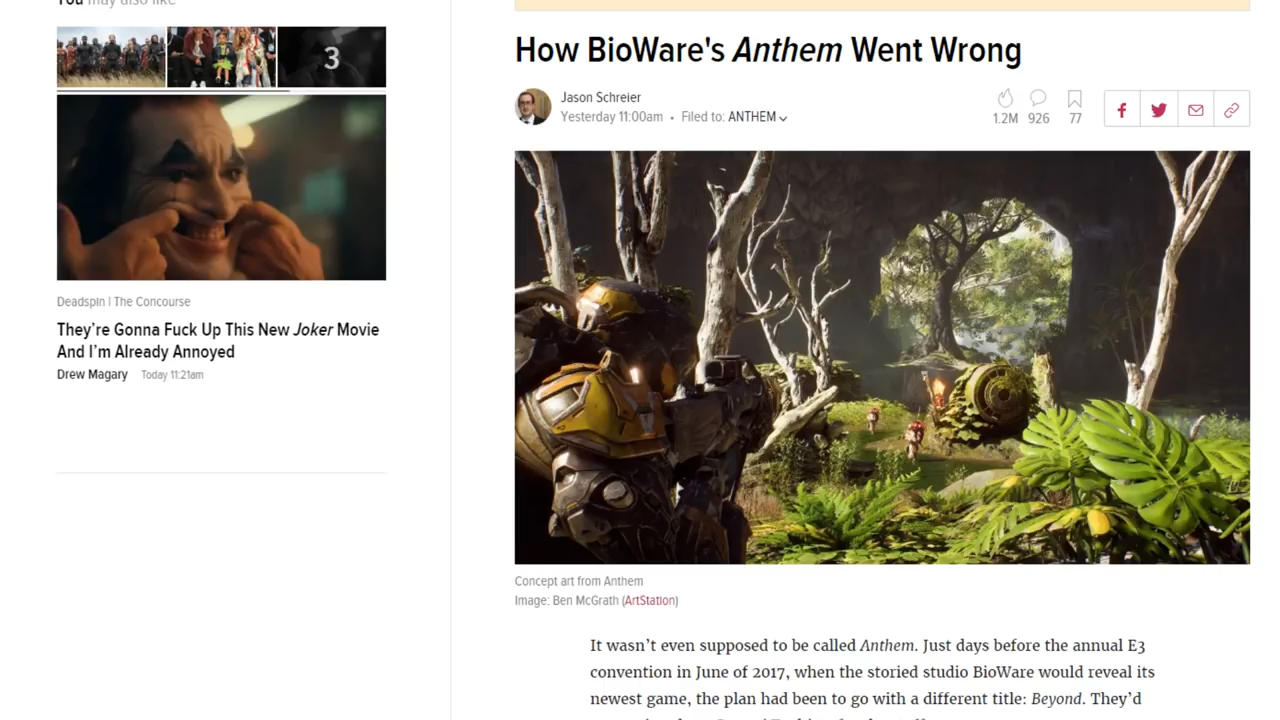 You may also like
3
Deadspin | The Concourse
They're Gonna Fuck Up This New Joker Movie
And I'm Already Annoyed
Drew Magary Today 11:21am
How BioWare's Anthem Went Wrong
Jason Schreier
Yesterday 11:00am • Filed to: ANTHEM
1.2M 926 77
Concept art from Anthem
Image: Ben McGrath (ArtStation)
It wasn't even supposed to be called Anthem. Just days before the annual E3
convention in June of 2017, when the storied studio BioWare would reveal its
newest game, the plan had been to go with a different title: Beyond. They'd